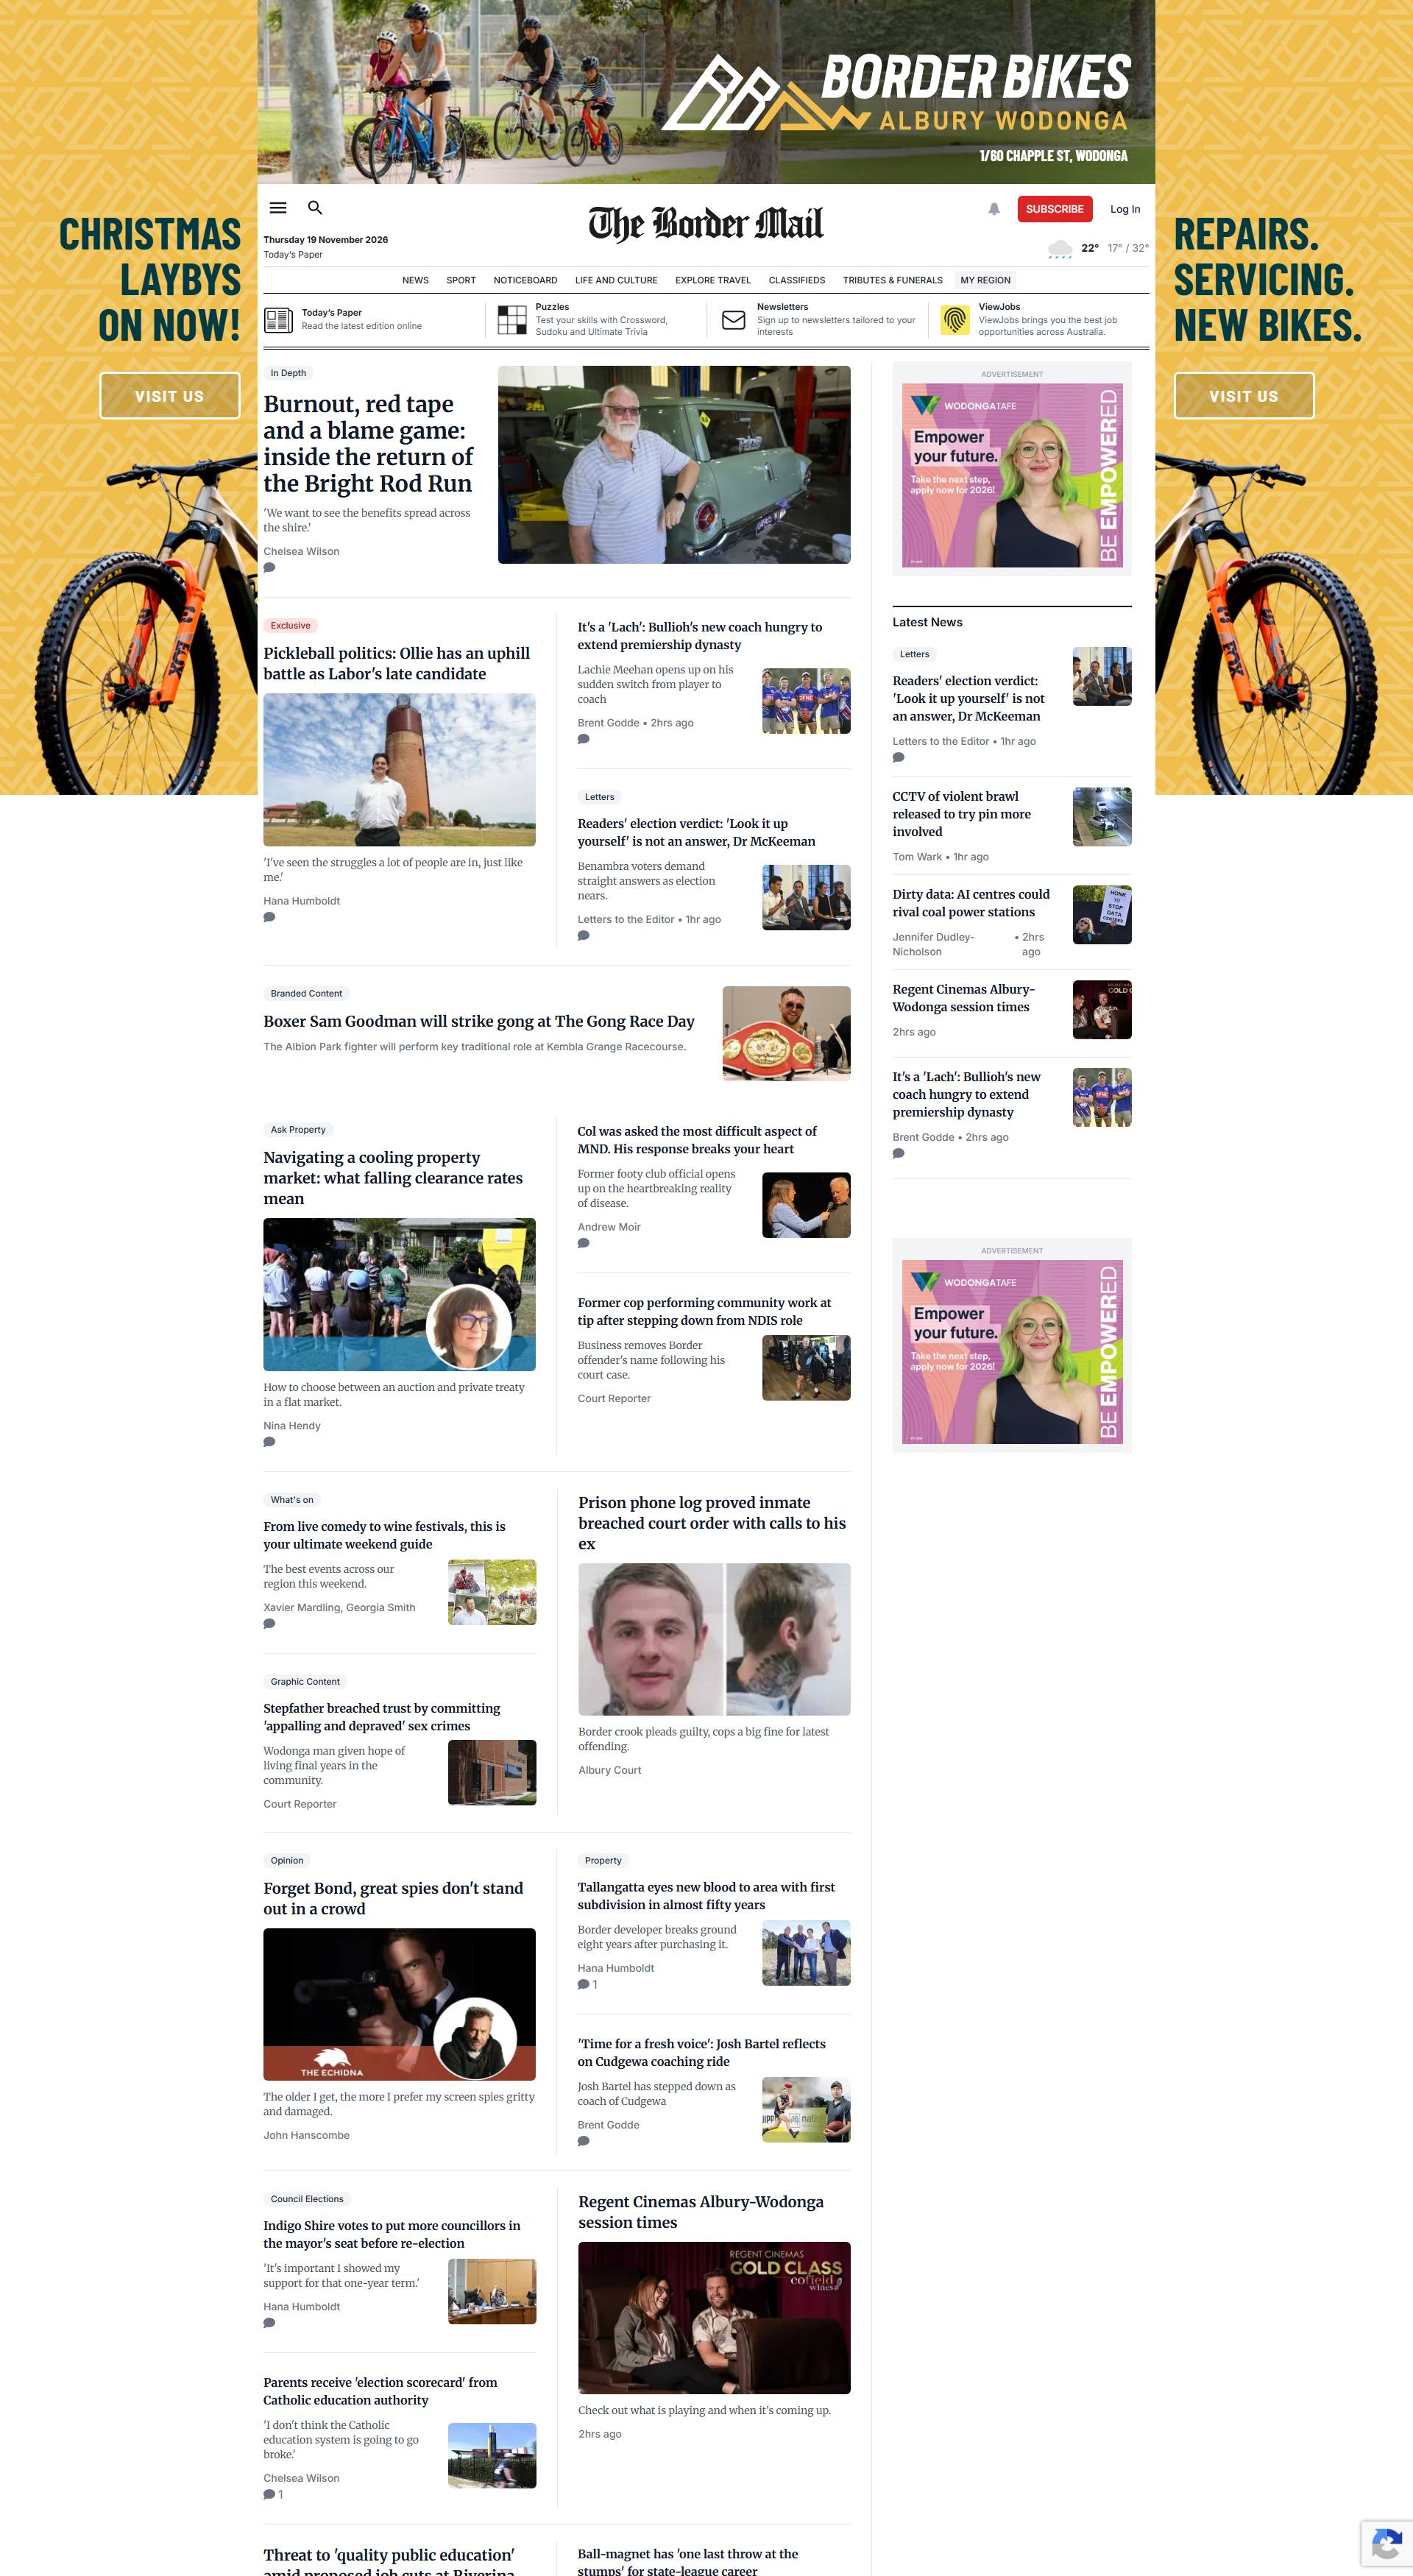 BORDER BIKES
ALBURY WODONGA
1/60 CHAPPLE ST, WODONGA
CHRISTMAS
LAYBYS
ON NOW!
VISIT US
REPAIRS.
SERVICING.
NEW BIKES.
VISIT US
The Border Mail
SUBSCRIBE
Log In
Thursday 19 November 2026
Today's Paper
22° 17° / 32°
NEWS SPORT NOTICEBOARD LIFE AND CULTURE EXPLORE TRAVEL CLASSIFIEDS TRIBUTES & FUNERALS MY REGION
Today's Paper
Read the latest edition online
Puzzles
Test your skills with Crossword,
Sudoku and Ultimate Trivia
Newsletters
Sign up to newsletters tailored to your
interests
ViewJobs
ViewJobs brings you the best job
opportunities across Australia.
In Depth
Burnout, red tape
and a blame game:
inside the return of
the Bright Rod Run
'We want to see the benefits spread across
the shire.'
Chelsea Wilson
Exclusive
Pickleball politics: Ollie has an uphill
battle as Labor's late candidate
'I've seen the struggles a lot of people are in, just like
me.'
Hana Humboldt
It's a 'Lach': Bullioh's new coach hungry to
extend premiership dynasty
Lachie Meehan opens up on his
sudden switch from player to
coach
Brent Godde • 2hrs ago
Letters
Readers' election verdict: 'Look it up
yourself' is not an answer, Dr McKeeman
Benambra voters demand
straight answers as election
nears.
Letters to the Editor • 1hr ago
Branded Content
Boxer Sam Goodman will strike gong at The Gong Race Day
The Albion Park fighter will perform key traditional role at Kembla Grange Racecourse.
Ask Property
Navigating a cooling property
market: what falling clearance rates
mean
How to choose between an auction and private treaty
in a flat market.
Nina Hendy
Col was asked the most difficult aspect of
MND. His response breaks your heart
Former footy club official opens
up on the heartbreaking reality
of disease.
Andrew Moir
Former cop performing community work at
tip after stepping down from NDIS role
Business removes Border
offender's name following his
court case.
Court Reporter
What's on
From live comedy to wine festivals, this is
your ultimate weekend guide
The best events across our
region this weekend.
Xavier Mardling, Georgia Smith
Graphic Content
Stepfather breached trust by committing
'appalling and depraved' sex crimes
Wodonga man given hope of
living final years in the
community.
Court Reporter
Prison phone log proved inmate
breached court order with calls to his
ex
Border crook pleads guilty, cops a big fine for latest
offending.
Albury Court
Opinion
Forget Bond, great spies don't stand
out in a crowd
THE ECHIDNA
The older I get, the more I prefer my screen spies gritty
and damaged.
John Hanscombe
Property
Tallangatta eyes new blood to area with first
subdivision in almost fifty years
Border developer breaks ground
eight years after purchasing it.
Hana Humboldt
1
'Time for a fresh voice': Josh Bartel reflects
on Cudgewa coaching ride
Josh Bartel has stepped down as
coach of Cudgewa
Brent Godde
Council Elections
Indigo Shire votes to put more councillors in
the mayor's seat before re-election
'It's important I showed my
support for that one-year term.'
Hana Humboldt
Parents receive 'election scorecard' from
Catholic education authority
'I don't think the Catholic
education system is going to go
broke.'
Chelsea Wilson
1
Regent Cinemas Albury-Wodonga
session times
REGENT CINEMAS
GOLD CLASS
cofield
wines
Check out what is playing and when it's coming up.
2hrs ago
Threat to 'quality public education'
amid proposed job cuts at Riverina
Ball-magnet has 'one last throw at the
stumps' for state-league career
ADVERTISEMENT
WODONGATAFE
Empower
your future.
Take the next step,
apply now for 2026!
BE EMPOWERED
Latest News
Letters
Readers' election verdict:
'Look it up yourself' is not
an answer, Dr McKeeman
Letters to the Editor • 1hr ago
CCTV of violent brawl
released to try pin more
involved
Tom Wark • 1hr ago
Dirty data: AI centres could
rival coal power stations
HONK
TO
STOP
DATA
CENTRES
Jennifer Dudley-
Nicholson
• 2hrs
ago
Regent Cinemas Albury-
Wodonga session times
2hrs ago
It's a 'Lach': Bullioh's new
coach hungry to extend
premiership dynasty
Brent Godde • 2hrs ago
ADVERTISEMENT
WODONGATAFE
Empower
your future.
Take the next step,
apply now for 2026!
BE EMPOWERED